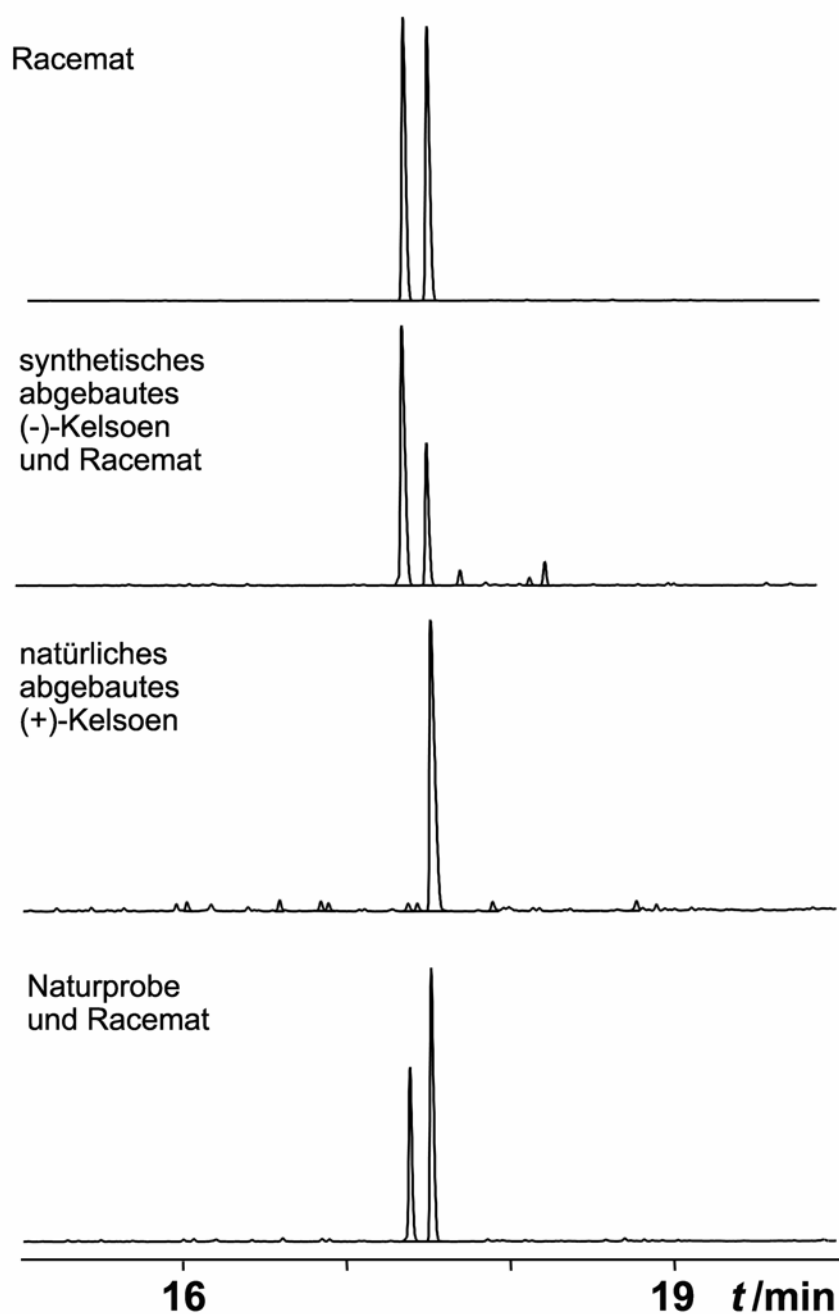 Racemat
synthetisches
abgebautes
(-)-Kelsoen
und Racemat
natürliches
abgebautes
(+)-Kelsoen
Naturprobe
und Racemat
16 19 t/min